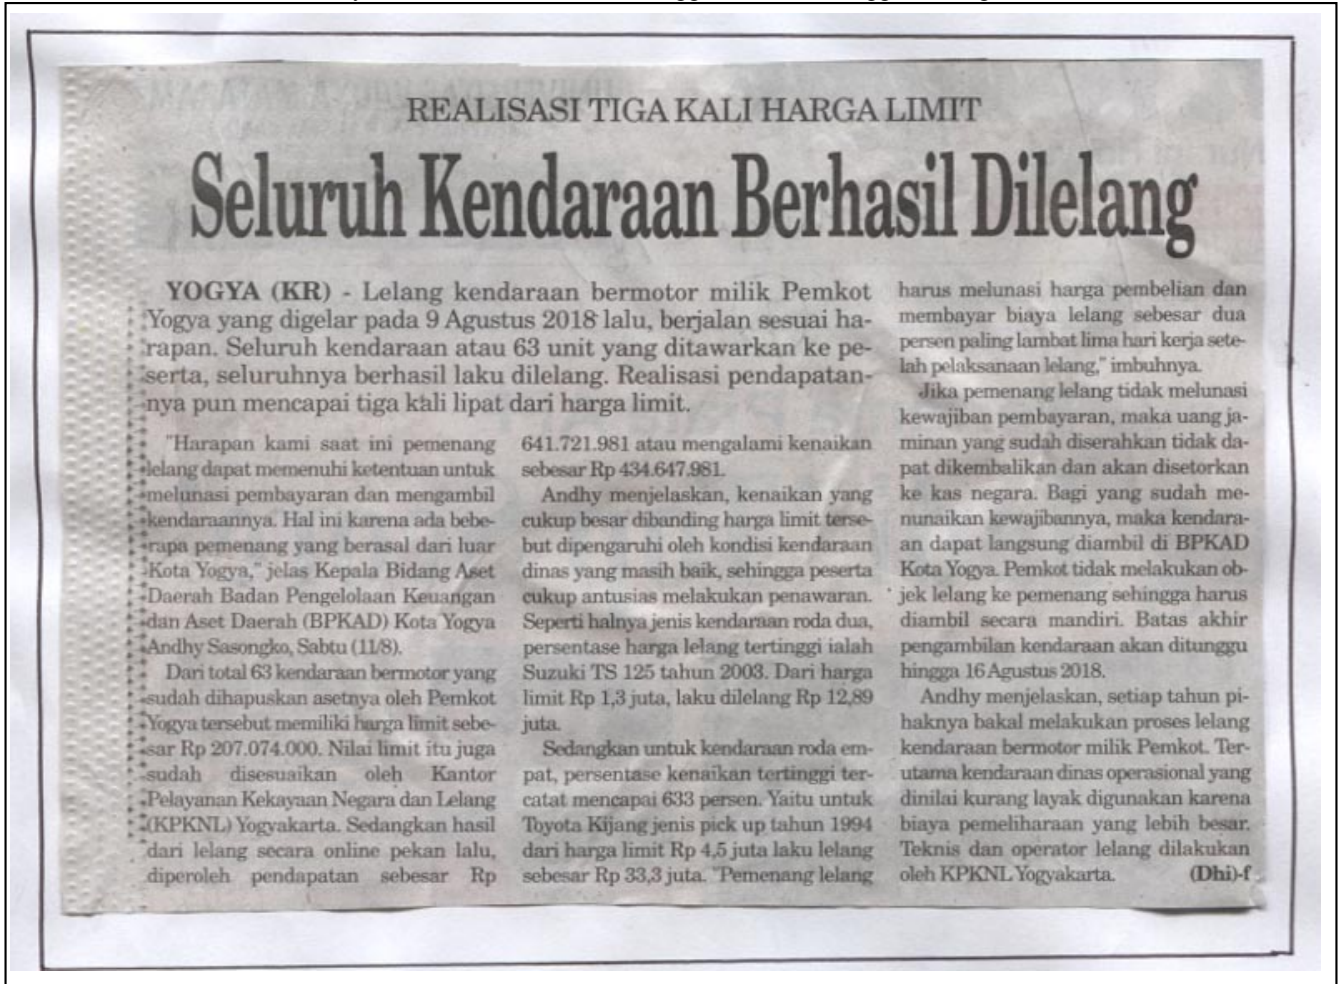 REALISASI TIGA KALI HARGA LIMIT
Seluruh Kendaraan Berhasil Dilelang
YOGYA (KR) - Lelang kendaraan bermotor milik Pemkot
Yogya yang digelar pada 9 Agustus 2018 lalu, berjalan sesuai ha-
rapan. Seluruh kendaraan atau 63 unit yang ditawarkan ke pe-
serta, seluruhnya berhasil laku dilelang. Realisasi pendapatan-
nya pun mencapai tiga kali lipat dari harga limit.
"Harapan kami saat ini pemenang
lelang dapat memenuhi ketentuan untuk
melunasi pembayaran dan mengambil
kendaraannya. Hal ini karena ada bebe-
rapa pemenang yang berasal dari luar
Kota Yogya," jelas Kepala Bidang Aset
Daerah Badan Pengelolaan Keuangan
dan Aset Daerah (BPKAD) Kota Yogya
Andhy Sasongko, Sabtu (11/8).
Dari total 63 kendaraan bermotor yang
sudah dihapuskan asetnya oleh Pemkot
Yogya tersebut memiliki harga limit sebe-
sar Rp 207.074.000. Nilai limit itu juga
sudah disesuaikan oleh Kantor
Pelayanan Kekayaan Negara dan Lelang
(KPKNL) Yogyakarta. Sedangkan hasil
dari lelang secara online pekan lalu,
diperoleh pendapatan sebesar Rp
641.721.981 atau mengalami kenaikan
sebesar Rp 434.647.981.
Andhy menjelaskan, kenaikan yang
cukup besar dibanding harga limit terse-
but dipengaruhi oleh kondisi kendaraan
dinas yang masih baik, sehingga peserta
cukup antusias melakukan penawaran.
Seperti halnya jenis kendaraan roda dua,
persentase harga lelang tertinggi ialah
Suzuki TS 125 tahun 2003. Dari harga
limit Rp 1,3 juta, laku dilelang Rp 12,89
juta.
Sedangkan untuk kendaraan roda em-
pat, persentase kenaikan tertinggi ter-
catat mencapai 633 persen. Yaitu untuk
Toyota Kijang jenis pick up tahun 1994
dari harga limit Rp 4,5 juta laku lelang
sebesar Rp 33,3 juta. "Pemenang lelang
harus melunasi harga pembelian dan
membayar biaya lelang sebesar dua
persen paling lambat lima hari kerja sete-
lah pelaksanaan lelang," imbuhnya.
Jika pemenang lelang tidak melunasi
kewajiban pembayaran, maka uang ja-
minan yang sudah diserahkan tidak da-
pat dikembalikan dan akan disetorkan
ke kas negara. Bagi yang sudah me-
nunaikan kewajibannya, maka kendara-
an dapat langsung diambil di BPKAD
Kota Yogya. Pemkot tidak melakukan ob-
jek lelang ke pemenang sehingga harus
diambil secara mandiri. Batas akhir
pengambilan kendaraan akan ditunggu
hingga 16 Agustus 2018.
Andhy menjelaskan, setiap tahun pi-
haknya bakal melakukan proses lelang
kendaraan bermotor milik Pemkot. Ter-
utama kendaraan dinas operasional yang
dinilai kurang layak digunakan karena
biaya pemeliharaan yang lebih besar.
Teknis dan operator lelang dilakukan
oleh KPKNL Yogyakarta. (Dhi)-f